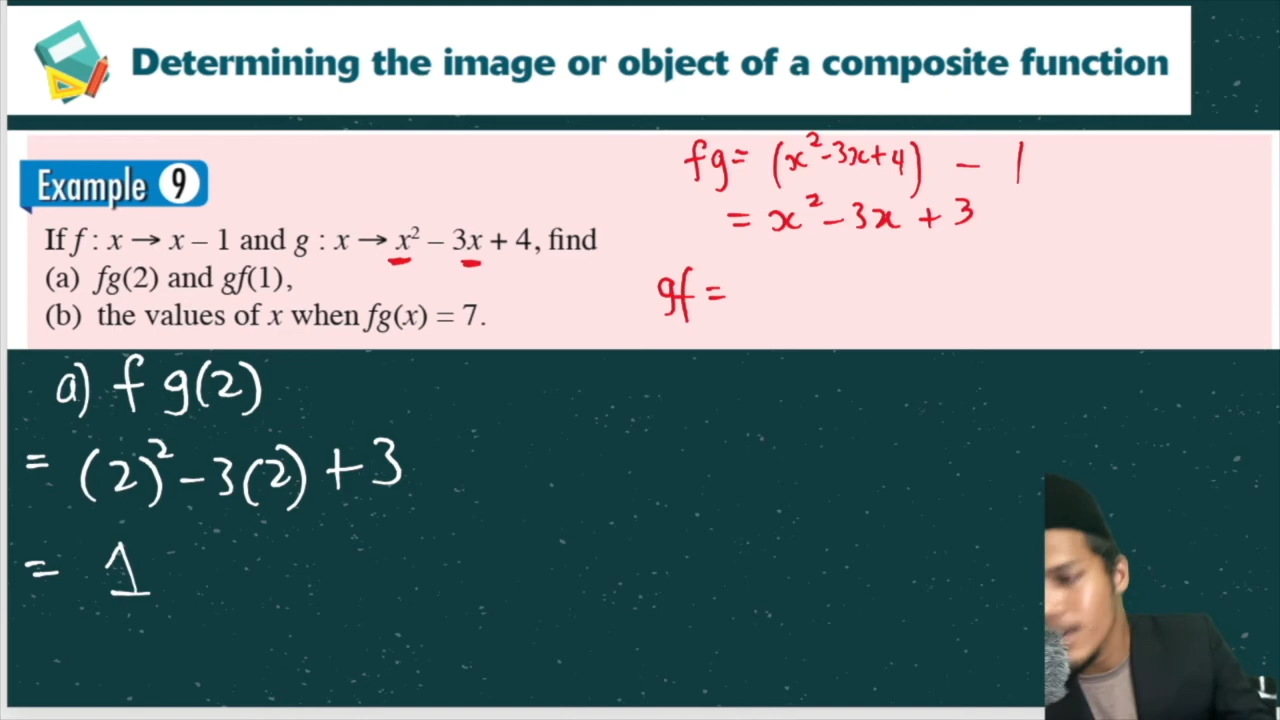 Determining the image or object of a composite function
Example 9
If f : x → x – 1 and g : x → x² – 3x + 4, find
(a) fg(2) and gf(1),
(b) the values of x when fg(x) = 7.
fg = (x² - 3x + 4) - 1
= x² - 3x + 3
gf =
a) f g(2)
= (2)² - 3(2) + 3
= 1